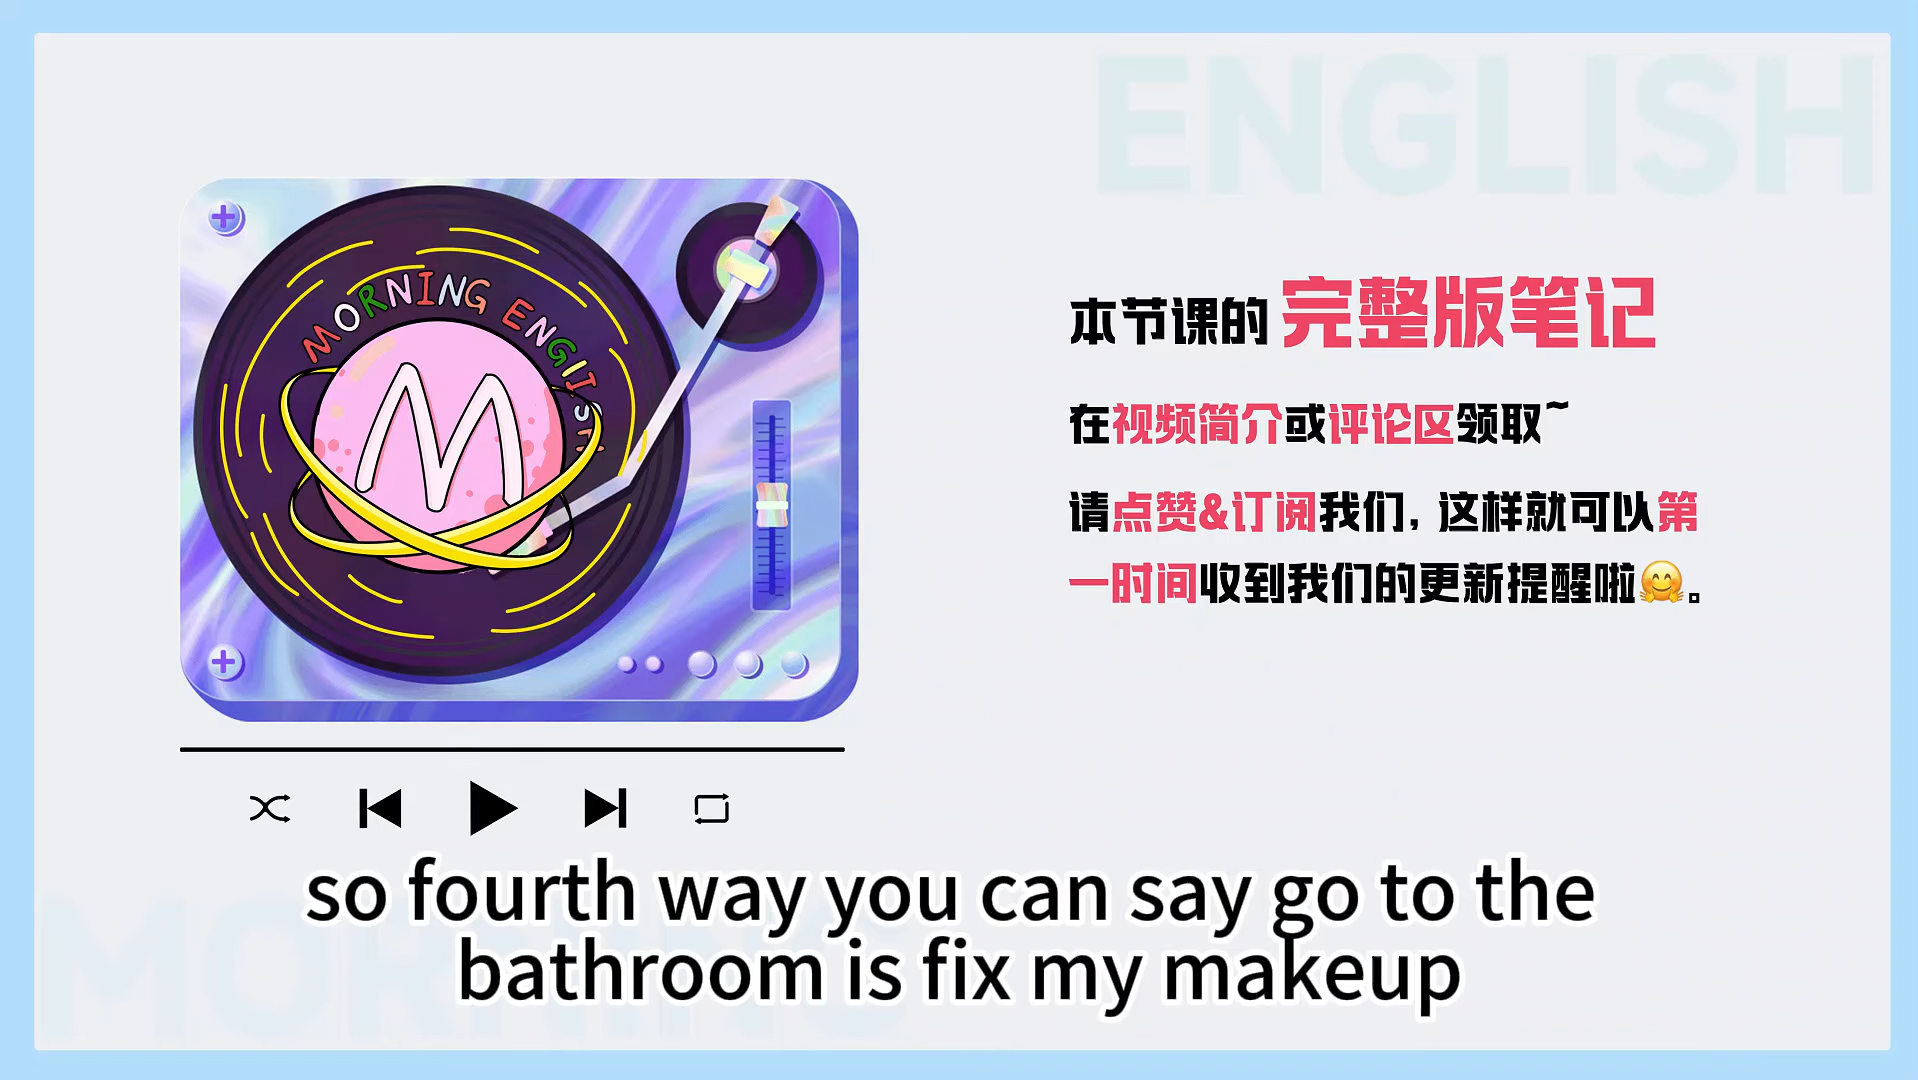 ENGLISH
MORNING ENGLISH
M
本节课的完整版笔记
在视频简介或评论区领取~
请点赞&订阅我们，这样就可以第
一时间收到我们的更新提醒啦🤗。
MORNING
so fourth way you can say go to the
bathroom is fix my makeup